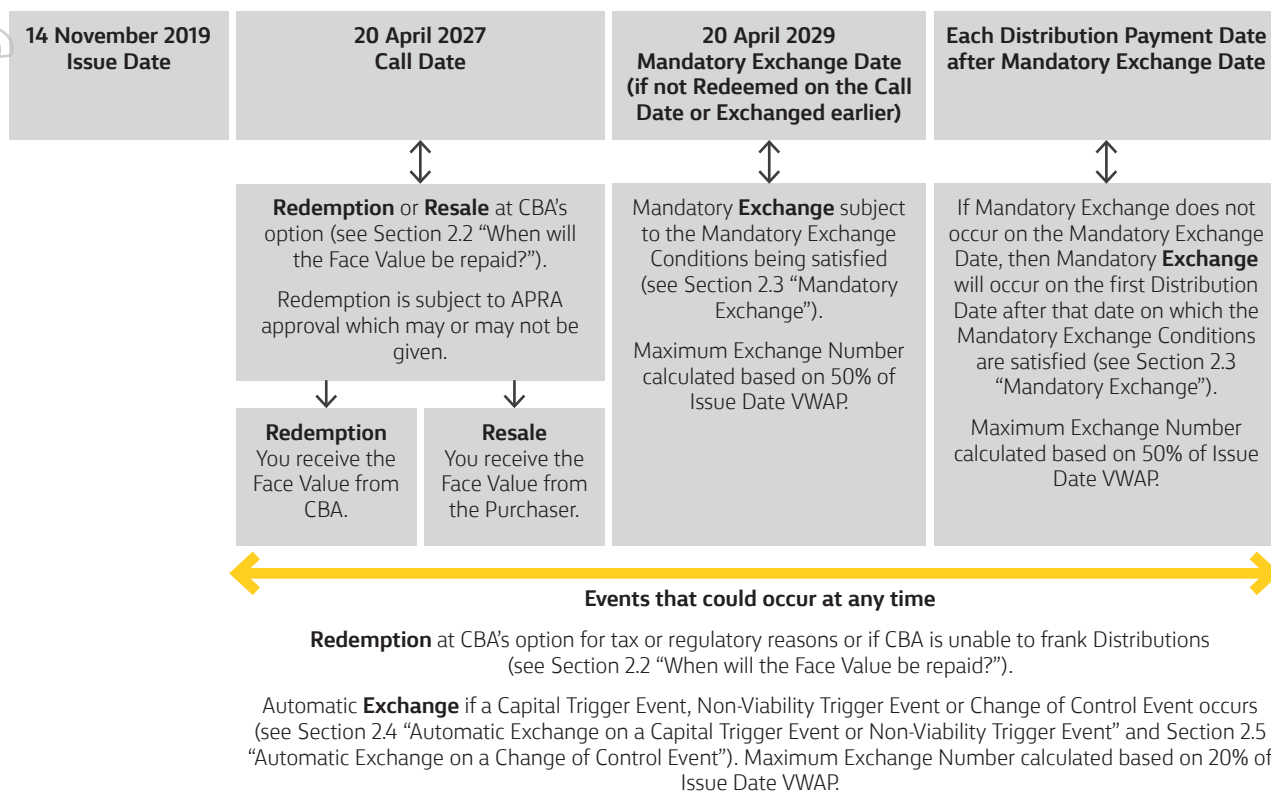 14 November 2019
Issue Date
20 April 2027
Call Date
20 April 2029
Mandatory Exchange Date
(if not Redeemed on the Call
Date or Exchanged earlier)
Each Distribution Payment Date
after Mandatory Exchange Date
Redemption or Resale at CBA’s
option (see Section 2.2 “When will
the Face Value be repaid?”).
Redemption is subject to APRA
approval which may or may not be
given.
Redemption
You receive the
Face Value from
CBA.
Resale
You receive the
Face Value from
the Purchaser.
Mandatory Exchange subject
to the Mandatory Exchange
Conditions being satisfied
(see Section 2.3 “Mandatory
Exchange”).
Maximum Exchange Number
calculated based on 50% of
Issue Date VWAP.
If Mandatory Exchange does not
occur on the Mandatory Exchange
Date, then Mandatory Exchange
will occur on the first Distribution
Date after that date on which the
Mandatory Exchange Conditions
are satisfied (see Section 2.3
“Mandatory Exchange”).
Maximum Exchange Number
calculated based on 50% of Issue
Date VWAP.
Events that could occur at any time
Redemption at CBA’s option for tax or regulatory reasons or if CBA is unable to frank Distributions
(see Section 2.2 “When will the Face Value be repaid?”).
Automatic Exchange if a Capital Trigger Event, Non-Viability Trigger Event or Change of Control Event occurs
(see Section 2.4 “Automatic Exchange on a Capital Trigger Event or Non-Viability Trigger Event” and Section 2.5
“Automatic Exchange on a Change of Control Event”). Maximum Exchange Number calculated based on 20% of
Issue Date VWAP.